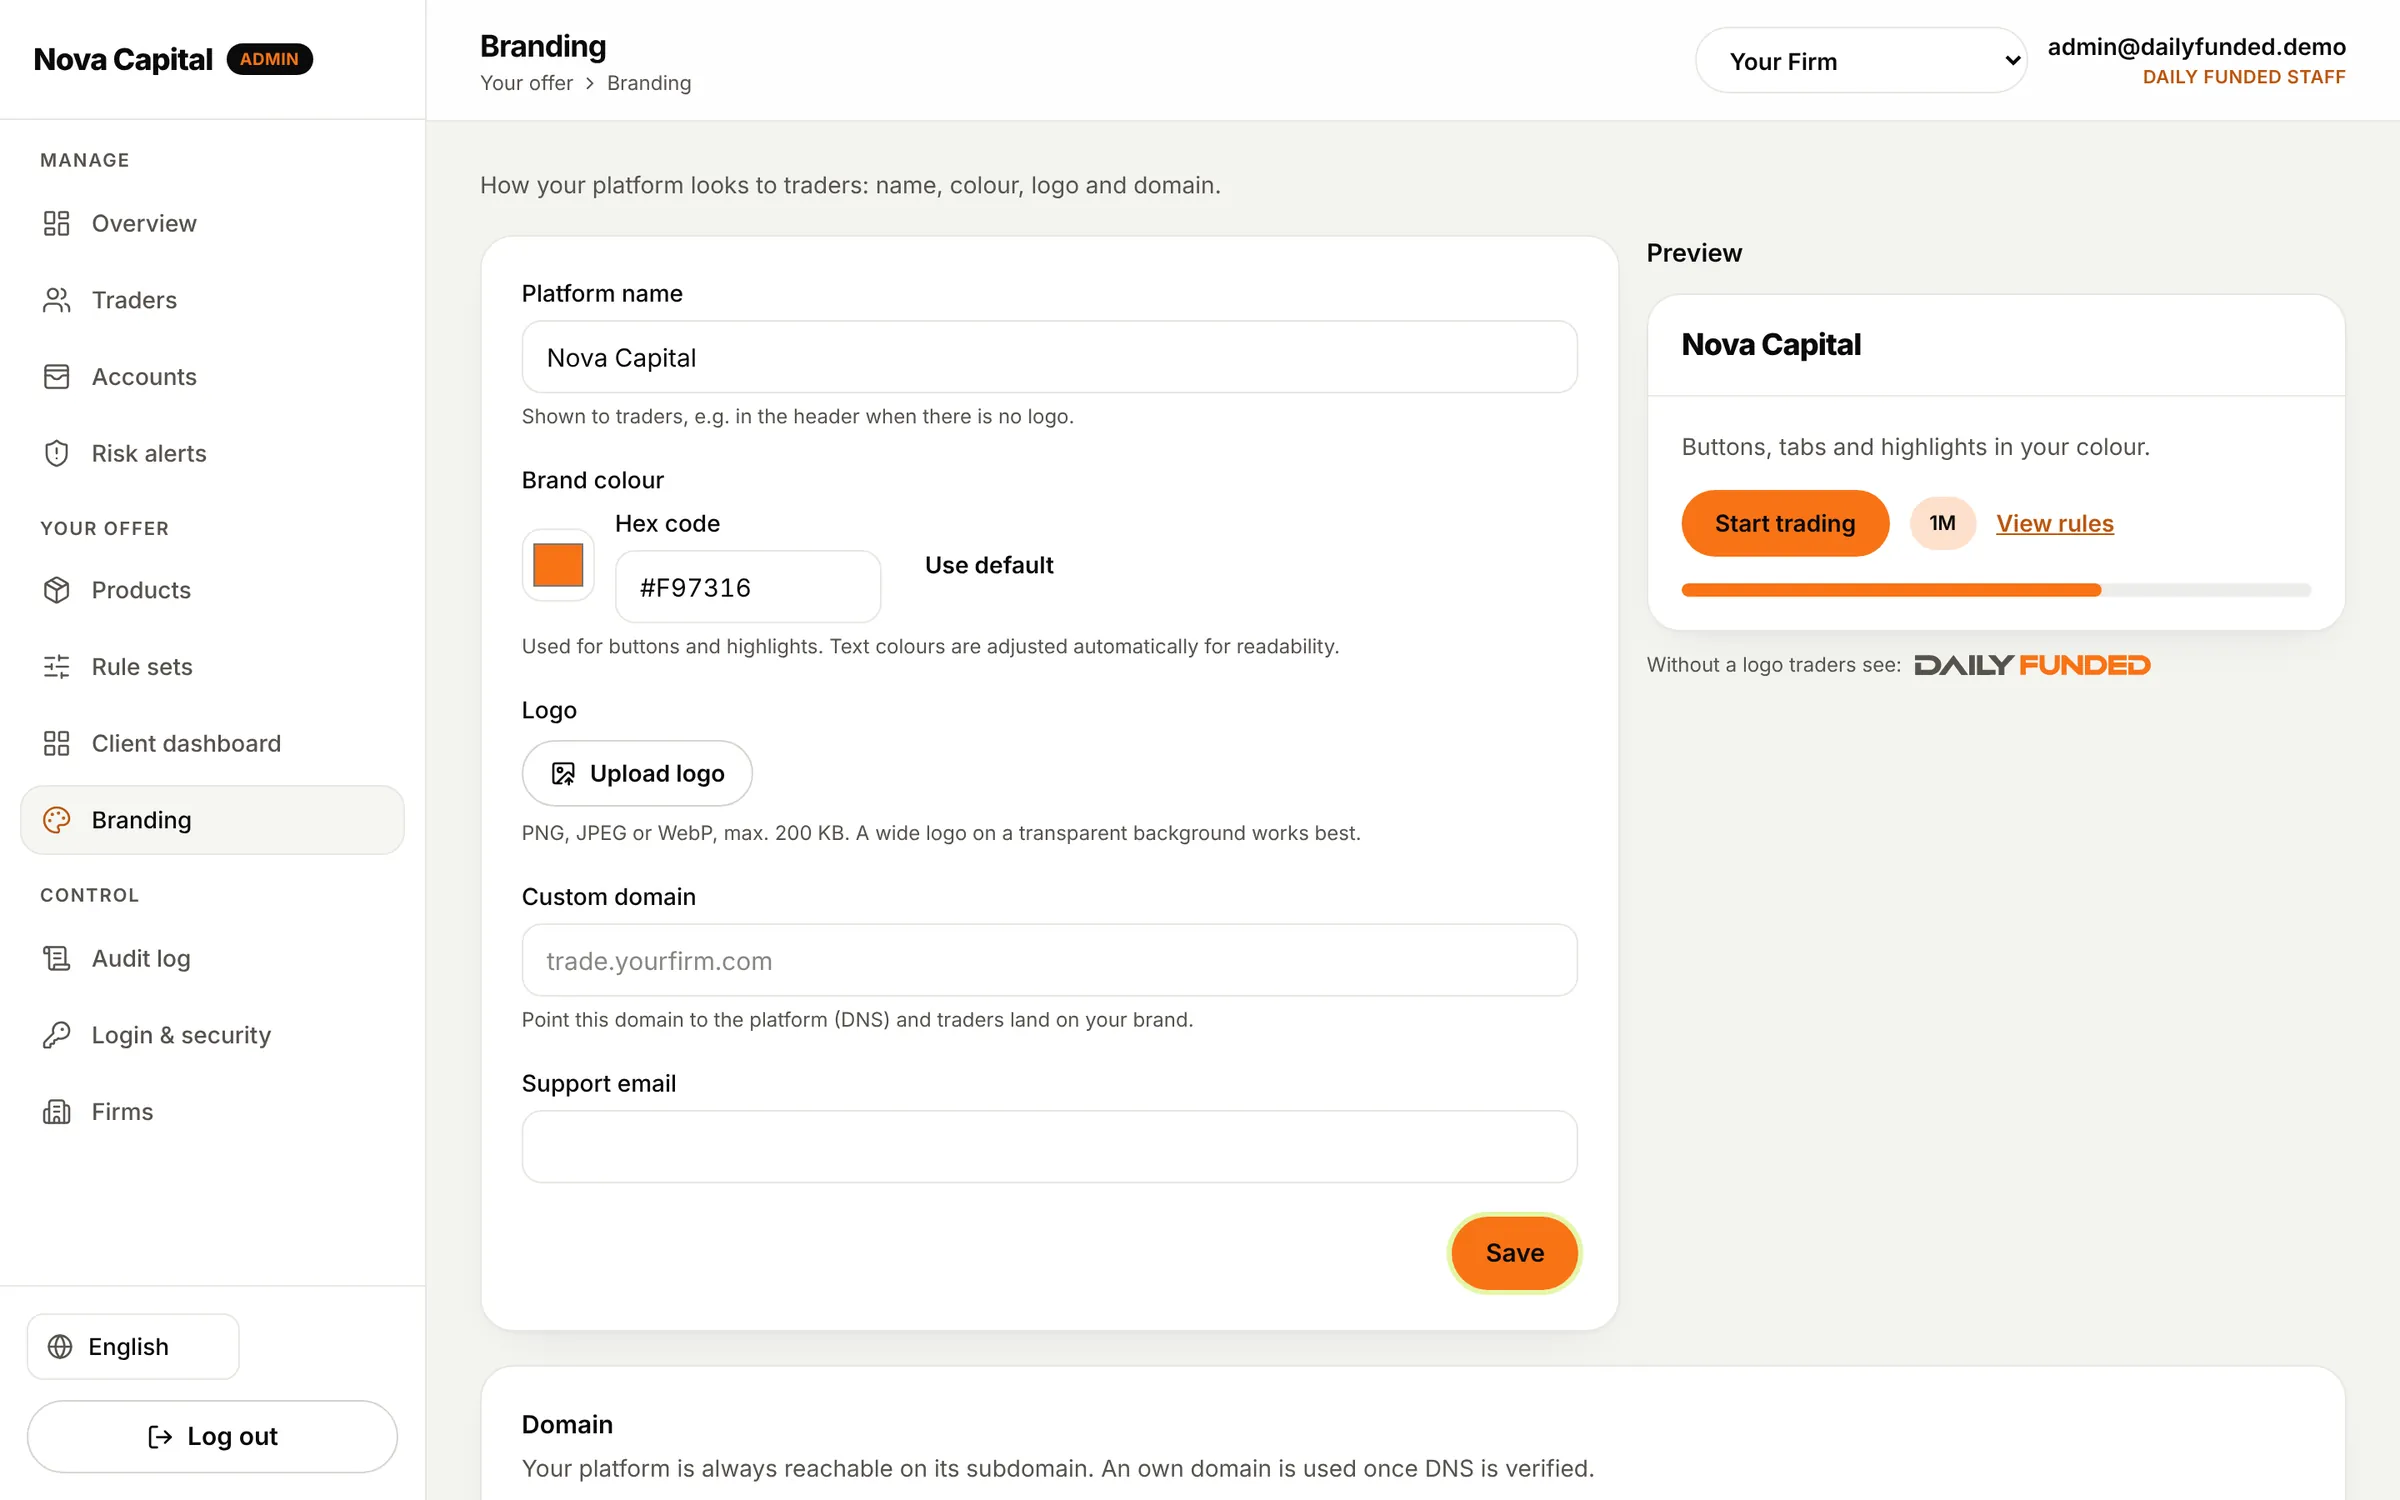 Nova Capital ADMIN
MANAGE
Overview
Traders
Accounts
Risk alerts
YOUR OFFER
Products
Rule sets
Client dashboard
Branding
CONTROL
Audit log
Login & security
Firms
English
Log out
Branding
Your offer > Branding
Your Firm
admin@dailyfunded.demo
DAILY FUNDED STAFF
How your platform looks to traders: name, colour, logo and domain.
Platform name
Nova Capital
Shown to traders, e.g. in the header when there is no logo.
Brand colour
Hex code
#F97316
Use default
Used for buttons and highlights. Text colours are adjusted automatically for readability.
Logo
Upload logo
PNG, JPEG or WebP, max. 200 KB. A wide logo on a transparent background works best.
Custom domain
trade.yourfirm.com
Point this domain to the platform (DNS) and traders land on your brand.
Support email
Save
Preview
Nova Capital
Buttons, tabs and highlights in your colour.
Start trading 1M View rules
Without a logo traders see: DAILY FUNDED
Domain
Your platform is always reachable on its subdomain. An own domain is used once DNS is verified.